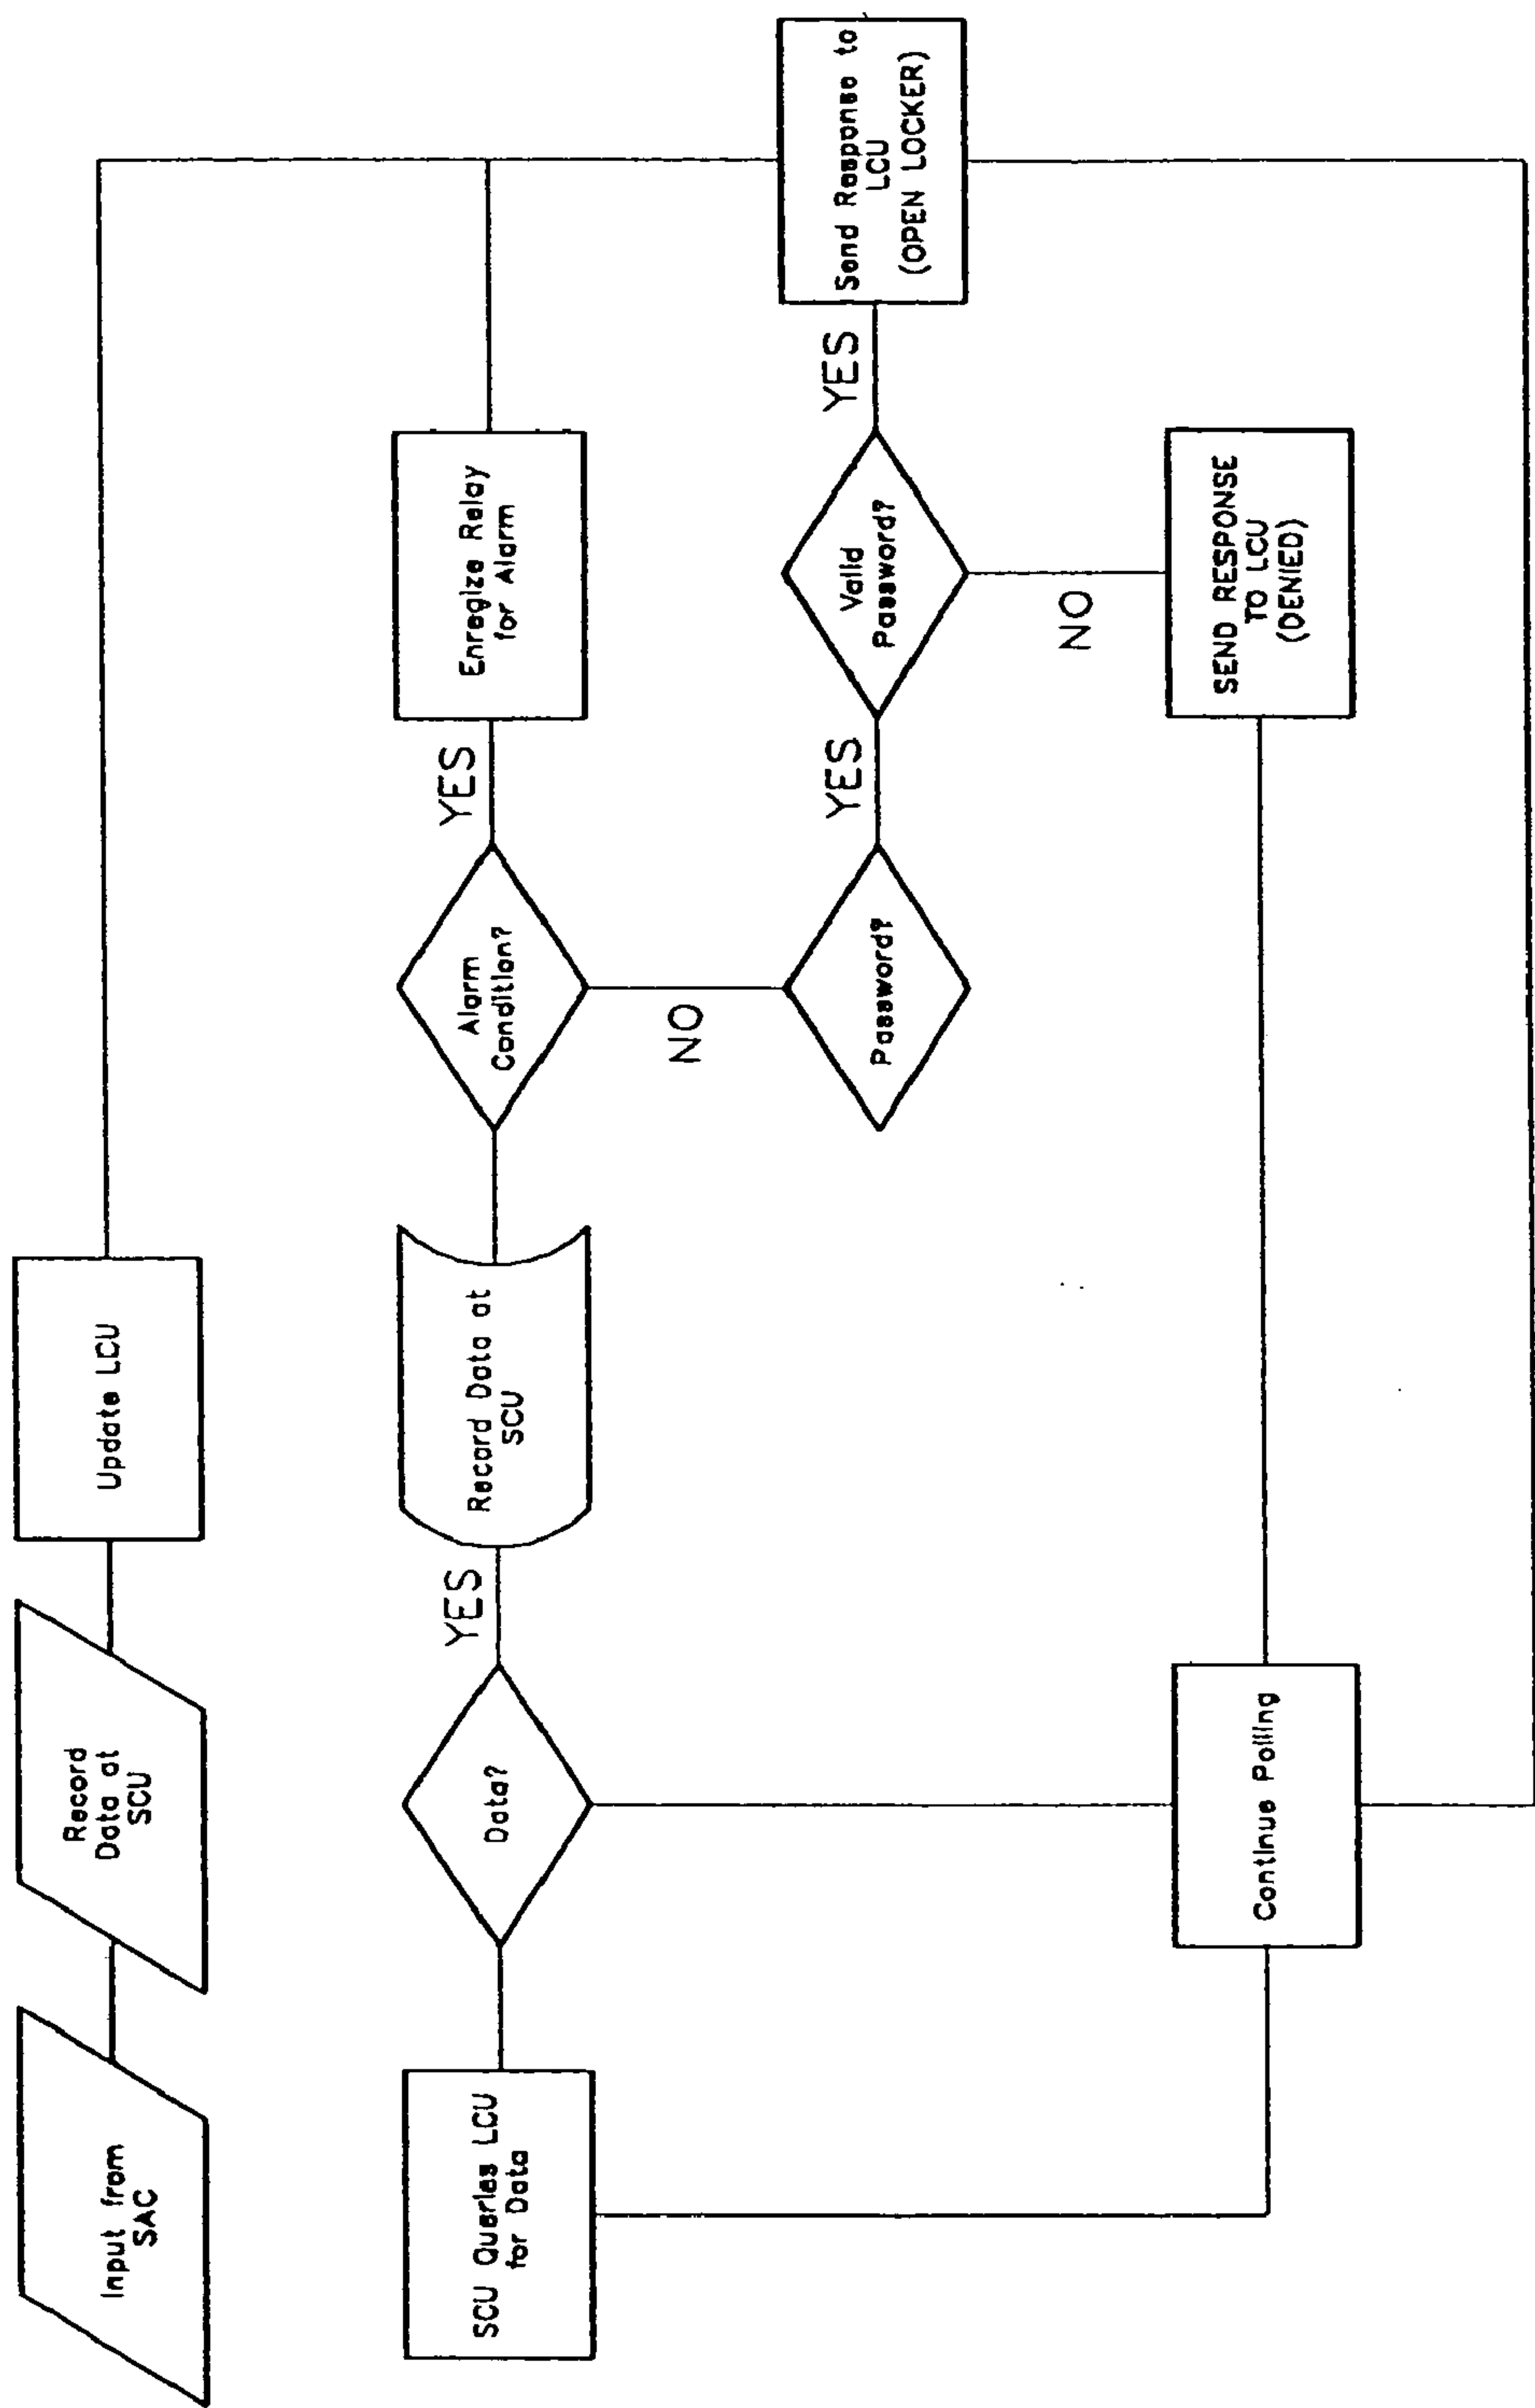 Input from
SAC
Record
Data at
SCU
Update LCU
SCU Queries LCU
for Data
Data?
YES
Record Data at
SCU
Alarm
Condition?
YES
Enregize Relay
for Alarm
NO
Password?
YES
Valid
Password?
YES
Send Response to
LCU
(OPEN LOCKER)
NO
SEND RESPONSE
TO LCU
(DENIED)
Continue Polling